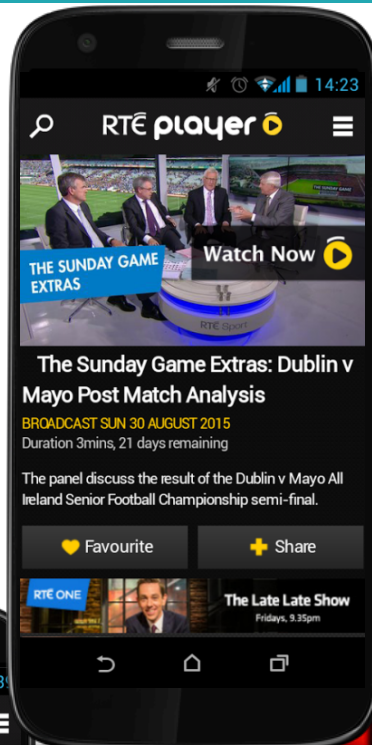 14:23
RTÉ player
THE SUNDAY GAME
THE SUNDAY GAME
EXTRAS
Watch Now
RTÉ Sport
The Sunday Game Extras: Dublin v
Mayo Post Match Analysis
BROADCAST SUN 30 AUGUST 2015
Duration 3mins, 21 days remaining
The panel discuss the result of the Dublin v Mayo All
Ireland Senior Football Championship semi-final.
Favourite
Share
RTÉ ONE
The Late Late Show
Fridays, 9.35pm